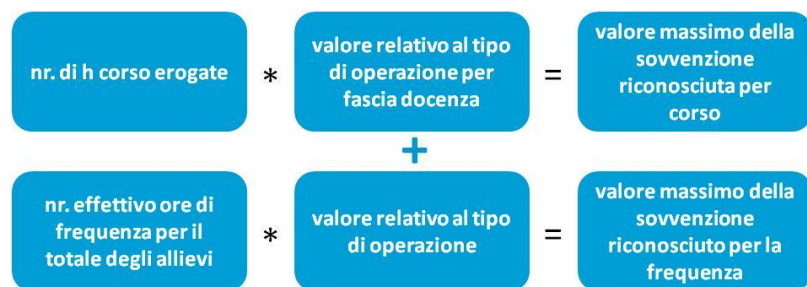 nr. di h corso erogate
*
valore relativo al tipo
di operazione per
fascia docenza
=
valore massimo della
sovvenzione
riconosciuta per
corso
+
nr. effettivo ore di
frequenza per il
totale degli allievi
*
valore relativo al tipo
di operazione
=
valore massimo della
sovvenzione
riconosciuto per la
frequenza